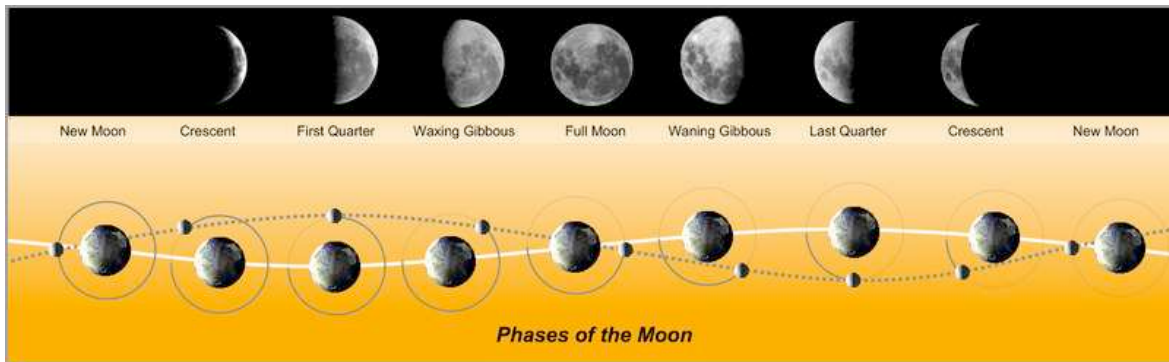 New Moon Crescent First Quarter Waxing Gibbous Full Moon Waning Gibbous Last Quarter Crescent New Moon
Phases of the Moon